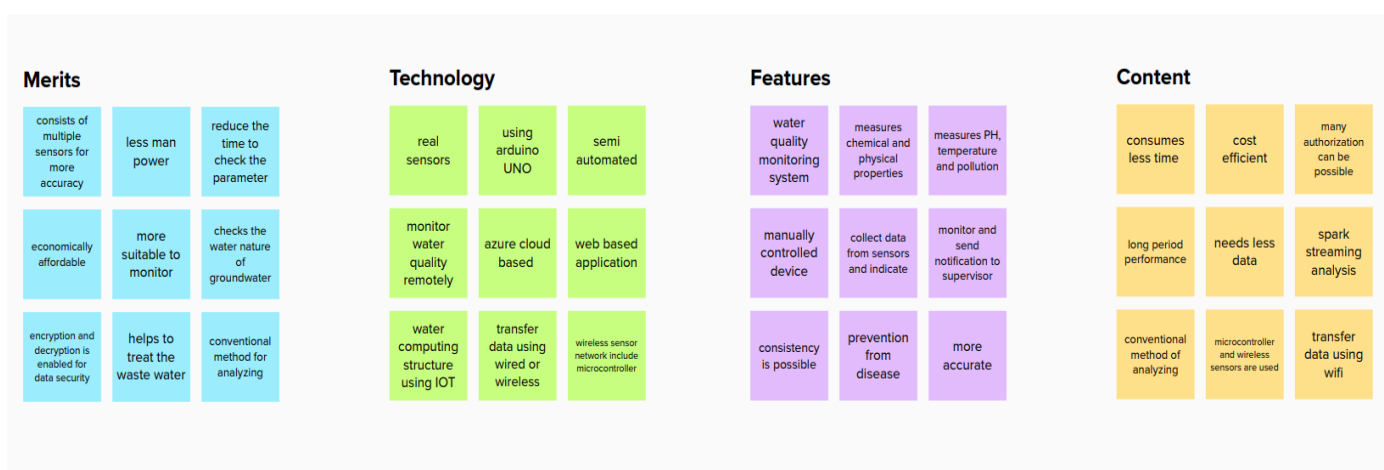 Merits
consists of
multiple
sensors for
more
accuracy
less man
power
reduce the
time to
check the
parameter
economically
affordable
more
suitable to
monitor
checks the
water nature
of
groundwater
encryption and
decryption is
enabled for
data security
helps to
treat the
waste water
conventional
method for
analyzing
Technology
real
sensors
using
arduino
UNO
semi
automated
monitor
water
quality
remotely
azure cloud
based
web based
application
water
computing
structure
using IOT
transfer
data using
wired or
wireless
wireless sensor
network include
microcontroller
Features
water
quality
monitoring
system
measures
chemical and
physical
properties
measures PH,
temperature
and pollution
manually
controlled
device
collect data
from sensors
and indicate
monitor and
send
notification to
supervisor
consistency
is possible
prevention
from
disease
more
accurate
Content
consumes
less time
cost
efficient
many
authorization
can be
possible
long period
performance
needs less
data
spark
streaming
analysis
conventional
method of
analyzing
microcontroller
and wireless
sensors are used
transfer
data using
wifi